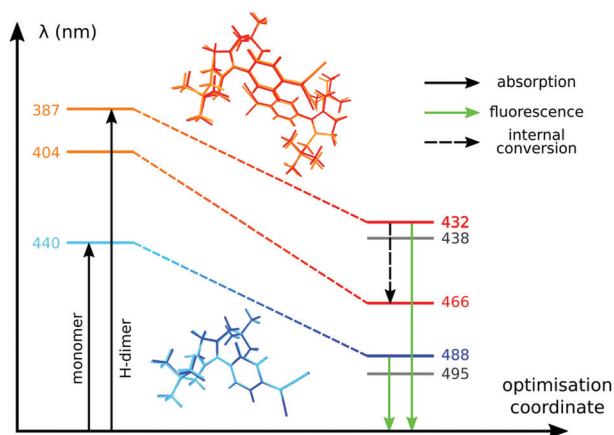 λ (nm)
387
404
440
monomer
H-dimer
absorption
fluorescence
internal
conversion
432
438
466
488
495
optimisation
coordinate